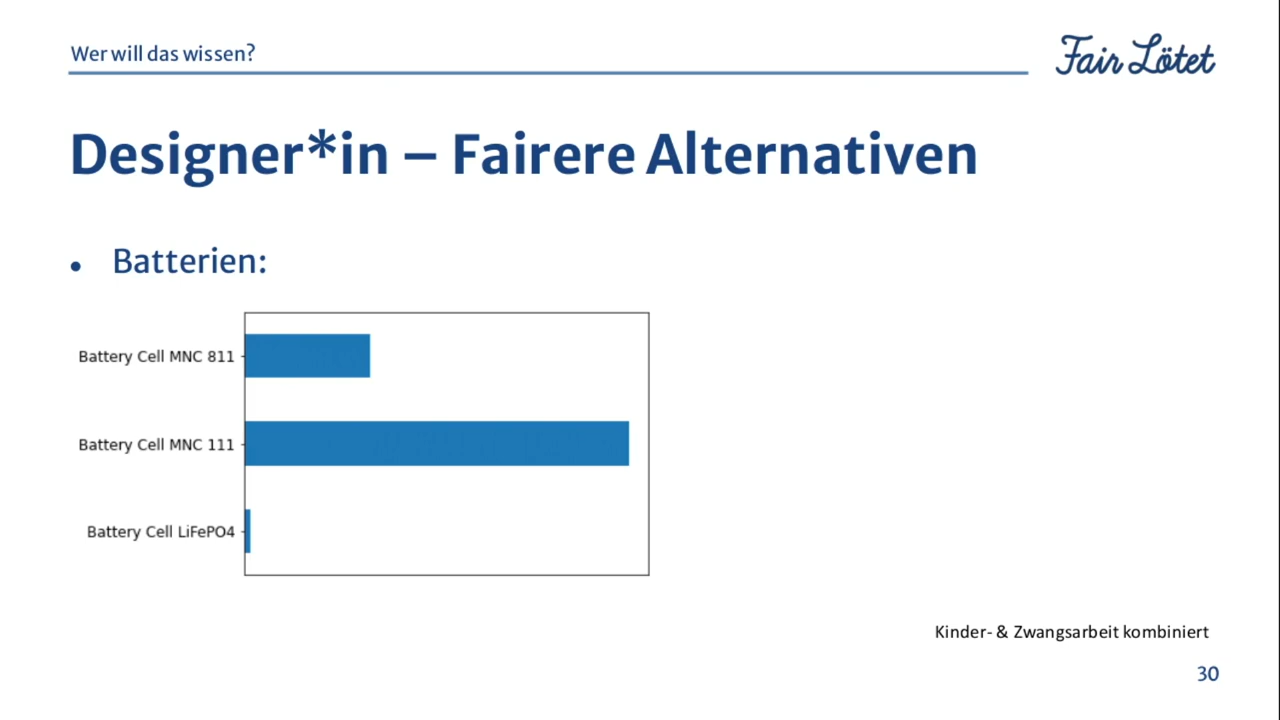 Wer will das wissen?
Fair Lötet
Designer*in – Fairere Alternativen
• Batterien:
Battery Cell MNC 811
Battery Cell MNC 111
Battery Cell LiFePO4
Kinder- & Zwangsarbeit kombiniert
30